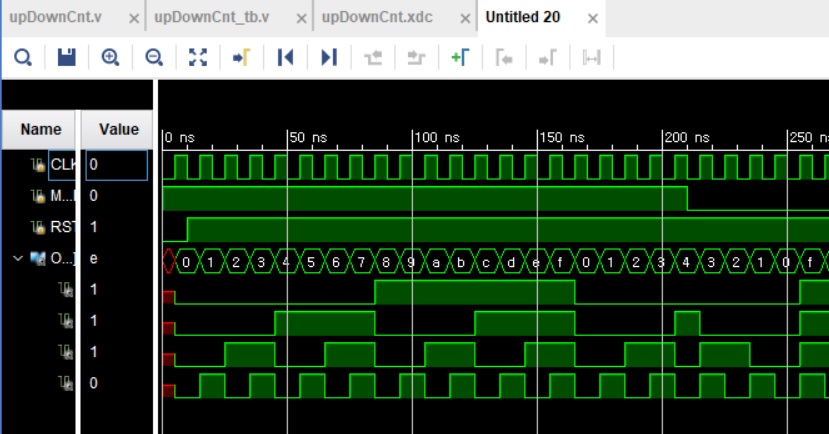 upDownCnt.v × upDownCnt_tb.v × upDownCnt.xdc × Untitled 20 ×
Name Value
0 ns 50 ns 100 ns 150 ns 200 ns 250 n
CLK 0
M... 0
RST 1
O...] e 0 1 2 3 4 5 6 7 8 9 a b c d e f 0 1 2 3 4 3 2 1 0 f
1
1
1
0